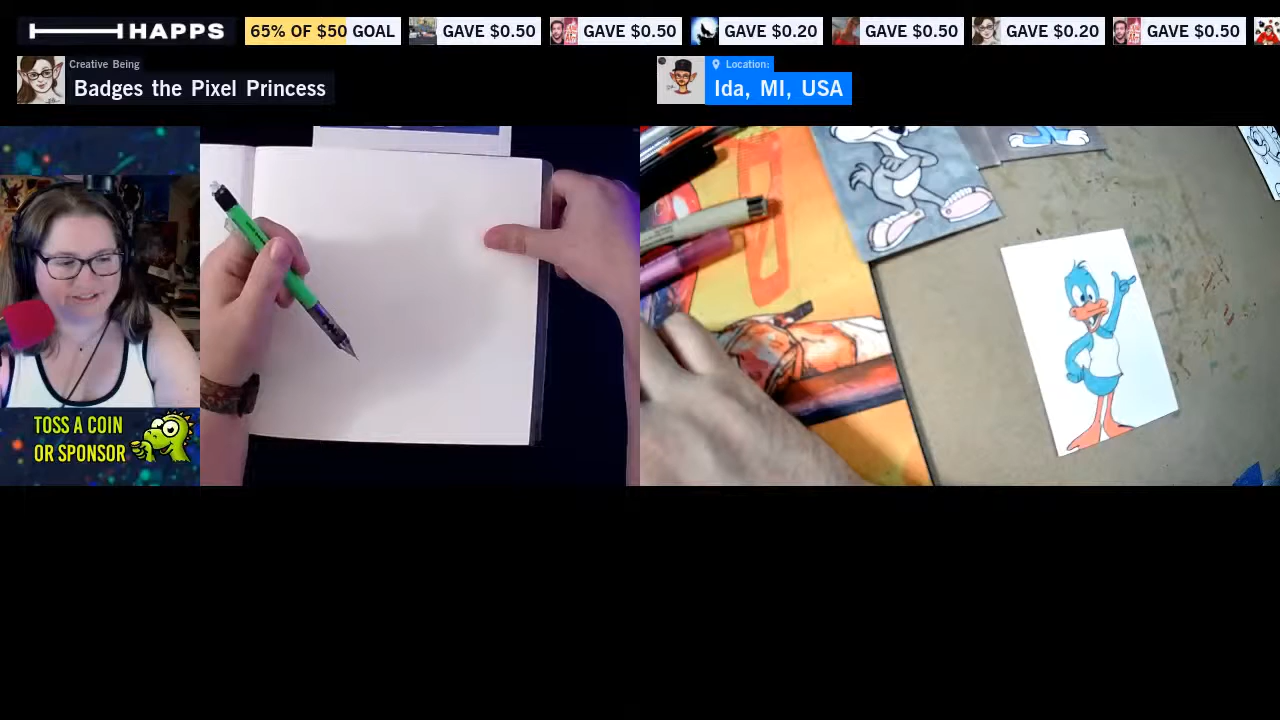 HAPPS
65% OF $50 GOAL
GAVE $0.50
GAVE $0.50
GAVE $0.20
GAVE $0.50
GAVE $0.20
GAVE $0.50
Creative Being
Badges the Pixel Princess
Location:
Ida, MI, USA
TOSS A COIN
OR SPONSOR